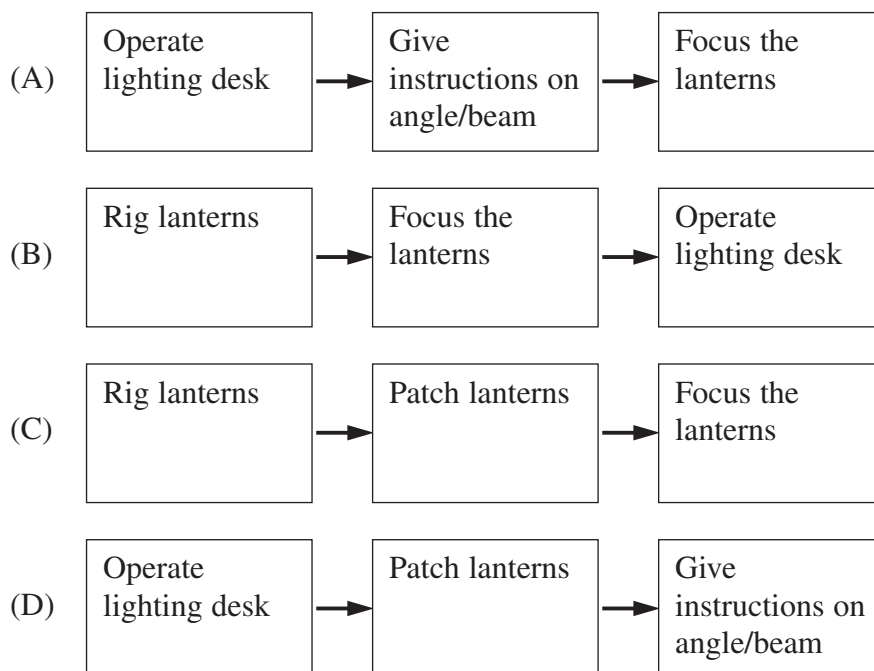 (A)
Operate
lighting desk
Give
instructions on
angle/beam
Focus the
lanterns
(B)
Rig lanterns
Focus the
lanterns
Operate
lighting desk
(C)
Rig lanterns
Patch lanterns
Focus the
lanterns
(D)
Operate
lighting desk
Patch lanterns
Give
instructions on
angle/beam